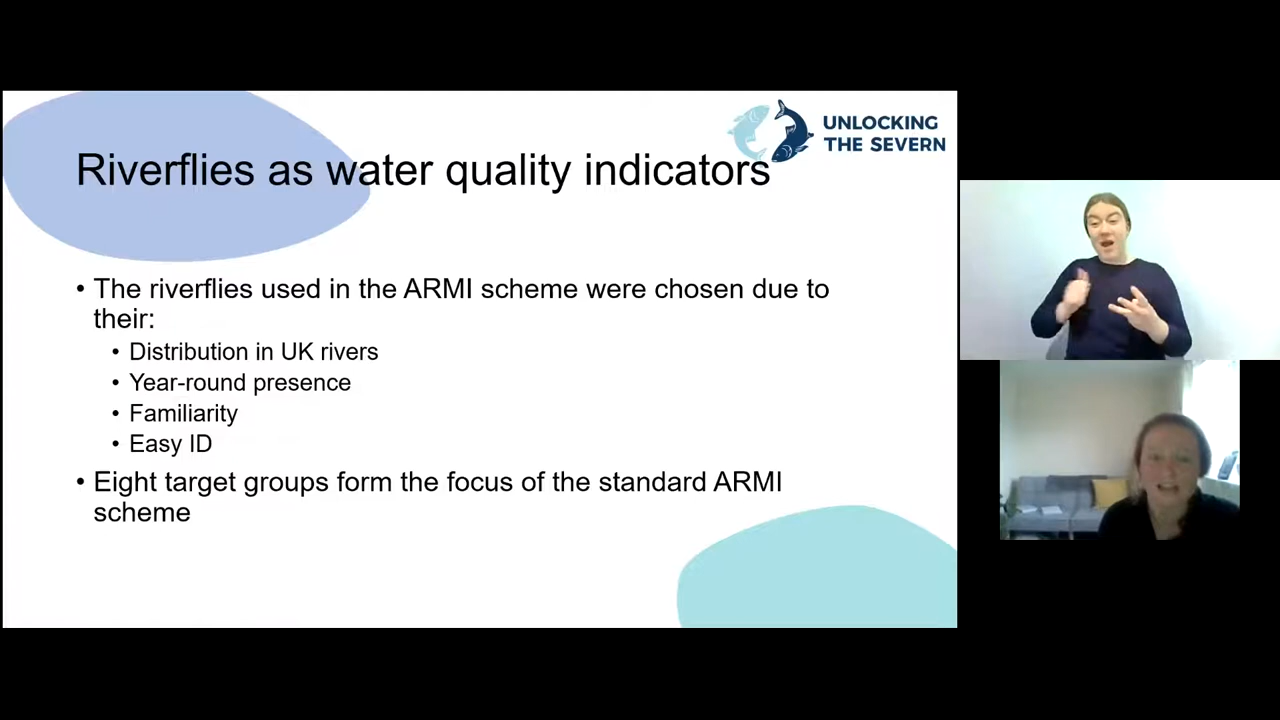 UNLOCKING
THE SEVERN
Riverflies as water quality indicators
• The riverflies used in the ARMI scheme were chosen due to
their:
• Distribution in UK rivers
• Year-round presence
• Familiarity
• Easy ID
• Eight target groups form the focus of the standard ARMI
scheme